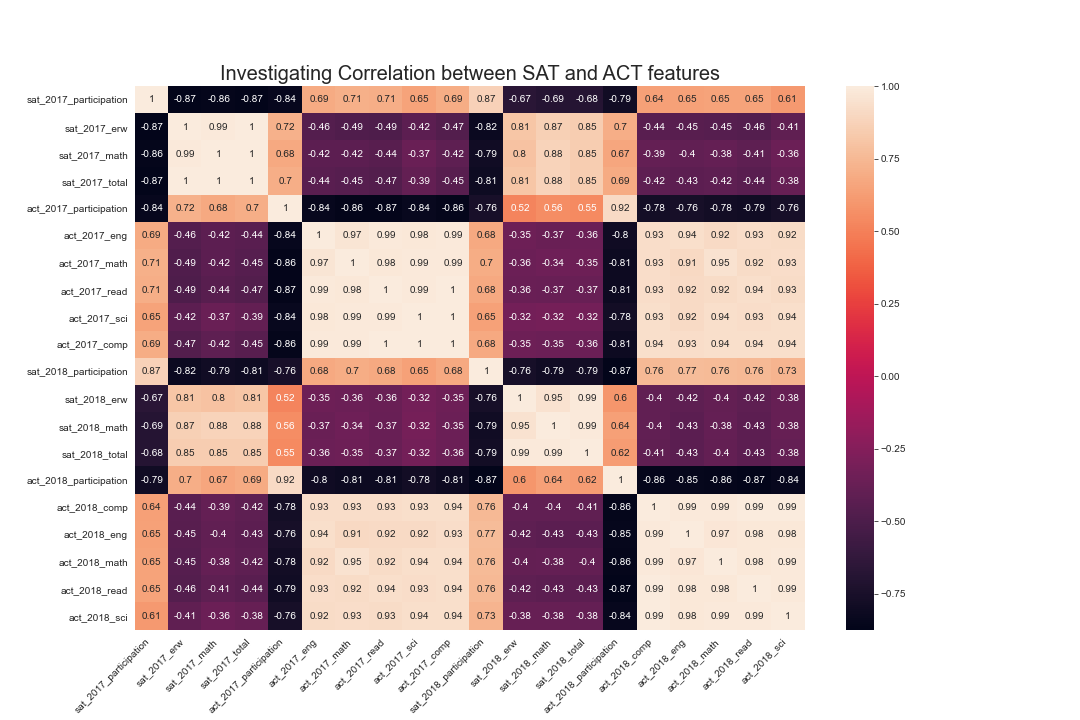 Investigating Correlation between SAT and ACT features
sat_2017_participation 1 -0.87 -0.86 -0.87 -0.84 0.69 0.71 0.71 0.65 0.69 0.87 -0.67 -0.69 -0.68 -0.79 0.64 0.65 0.65 0.65 0.61
sat_2017_erw -0.87 1 0.99 1 0.72 -0.46 -0.49 -0.49 -0.42 -0.47 -0.82 0.81 0.87 0.85 0.7 -0.44 -0.45 -0.45 -0.46 -0.41
sat_2017_math -0.86 0.99 1 1 0.68 -0.42 -0.42 -0.44 -0.37 -0.42 -0.79 0.8 0.88 0.85 0.67 -0.39 -0.4 -0.38 -0.41 -0.36
sat_2017_total -0.87 1 1 1 0.7 -0.44 -0.45 -0.47 -0.39 -0.45 -0.81 0.81 0.88 0.85 0.69 -0.42 -0.43 -0.42 -0.44 -0.38
act_2017_participation -0.84 0.72 0.68 0.7 1 -0.84 -0.86 -0.87 -0.84 -0.86 -0.76 0.52 0.56 0.55 0.92 -0.78 -0.76 -0.78 -0.79 -0.76
act_2017_eng 0.69 -0.46 -0.42 -0.44 -0.84 1 0.97 0.99 0.98 0.99 0.68 -0.35 -0.37 -0.36 -0.8 0.93 0.94 0.92 0.93 0.92
act_2017_math 0.71 -0.49 -0.42 -0.45 -0.86 0.97 1 0.98 0.99 0.99 0.7 -0.36 -0.34 -0.35 -0.81 0.93 0.91 0.95 0.92 0.93
act_2017_read 0.71 -0.49 -0.44 -0.47 -0.87 0.99 0.98 1 0.99 1 0.68 -0.36 -0.37 -0.37 -0.81 0.93 0.92 0.92 0.94 0.93
act_2017_sci 0.65 -0.42 -0.37 -0.39 -0.84 0.98 0.99 0.99 1 1 0.65 -0.32 -0.32 -0.32 -0.78 0.93 0.92 0.94 0.93 0.94
act_2017_comp 0.69 -0.47 -0.42 -0.45 -0.86 0.99 0.99 1 1 1 0.68 -0.35 -0.35 -0.36 -0.81 0.94 0.93 0.94 0.94 0.94
sat_2018_participation 0.87 -0.82 -0.79 -0.81 -0.76 0.68 0.7 0.68 0.65 0.68 1 -0.76 -0.79 -0.79 -0.87 0.76 0.77 0.76 0.76 0.73
sat_2018_erw -0.67 0.81 0.8 0.81 0.52 -0.35 -0.36 -0.36 -0.32 -0.35 -0.76 1 0.95 0.99 0.6 -0.4 -0.42 -0.4 -0.42 -0.38
sat_2018_math -0.69 0.87 0.88 0.88 0.56 -0.37 -0.34 -0.37 -0.32 -0.35 -0.79 0.95 1 0.99 0.64 -0.4 -0.43 -0.38 -0.43 -0.38
sat_2018_total -0.68 0.85 0.85 0.85 0.55 -0.36 -0.35 -0.37 -0.32 -0.36 -0.79 0.99 0.99 1 0.62 -0.41 -0.43 -0.4 -0.43 -0.38
act_2018_participation -0.79 0.7 0.67 0.69 0.92 -0.8 -0.81 -0.81 -0.78 -0.81 -0.87 0.6 0.64 0.62 1 -0.86 -0.85 -0.86 -0.87 -0.84
act_2018_comp 0.64 -0.44 -0.39 -0.42 -0.78 0.93 0.93 0.93 0.93 0.94 0.76 -0.4 -0.4 -0.41 -0.86 1 0.99 0.99 0.99 0.99
act_2018_eng 0.65 -0.45 -0.4 -0.43 -0.76 0.94 0.91 0.92 0.92 0.93 0.77 -0.42 -0.43 -0.43 -0.85 0.99 1 0.97 0.98 0.98
act_2018_math 0.65 -0.45 -0.38 -0.42 -0.78 0.92 0.95 0.92 0.94 0.94 0.76 -0.4 -0.38 -0.4 -0.86 0.99 0.97 1 0.98 0.99
act_2018_read 0.65 -0.46 -0.41 -0.44 -0.79 0.93 0.92 0.94 0.93 0.94 0.76 -0.42 -0.43 -0.43 -0.87 0.99 0.98 0.98 1 0.99
act_2018_sci 0.61 -0.41 -0.36 -0.38 -0.76 0.92 0.93 0.93 0.94 0.94 0.73 -0.38 -0.38 -0.38 -0.84 0.99 0.98 0.99 0.99 1
sat_2017_participation
sat_2017_erw
sat_2017_math
sat_2017_total
act_2017_participation
act_2017_eng
act_2017_math
act_2017_read
act_2017_sci
act_2017_comp
sat_2018_participation
sat_2018_erw
sat_2018_math
sat_2018_total
act_2018_participation
act_2018_comp
act_2018_eng
act_2018_math
act_2018_read
act_2018_sci
1.00
0.75
0.50
0.25
0.00
-0.25
-0.50
-0.75